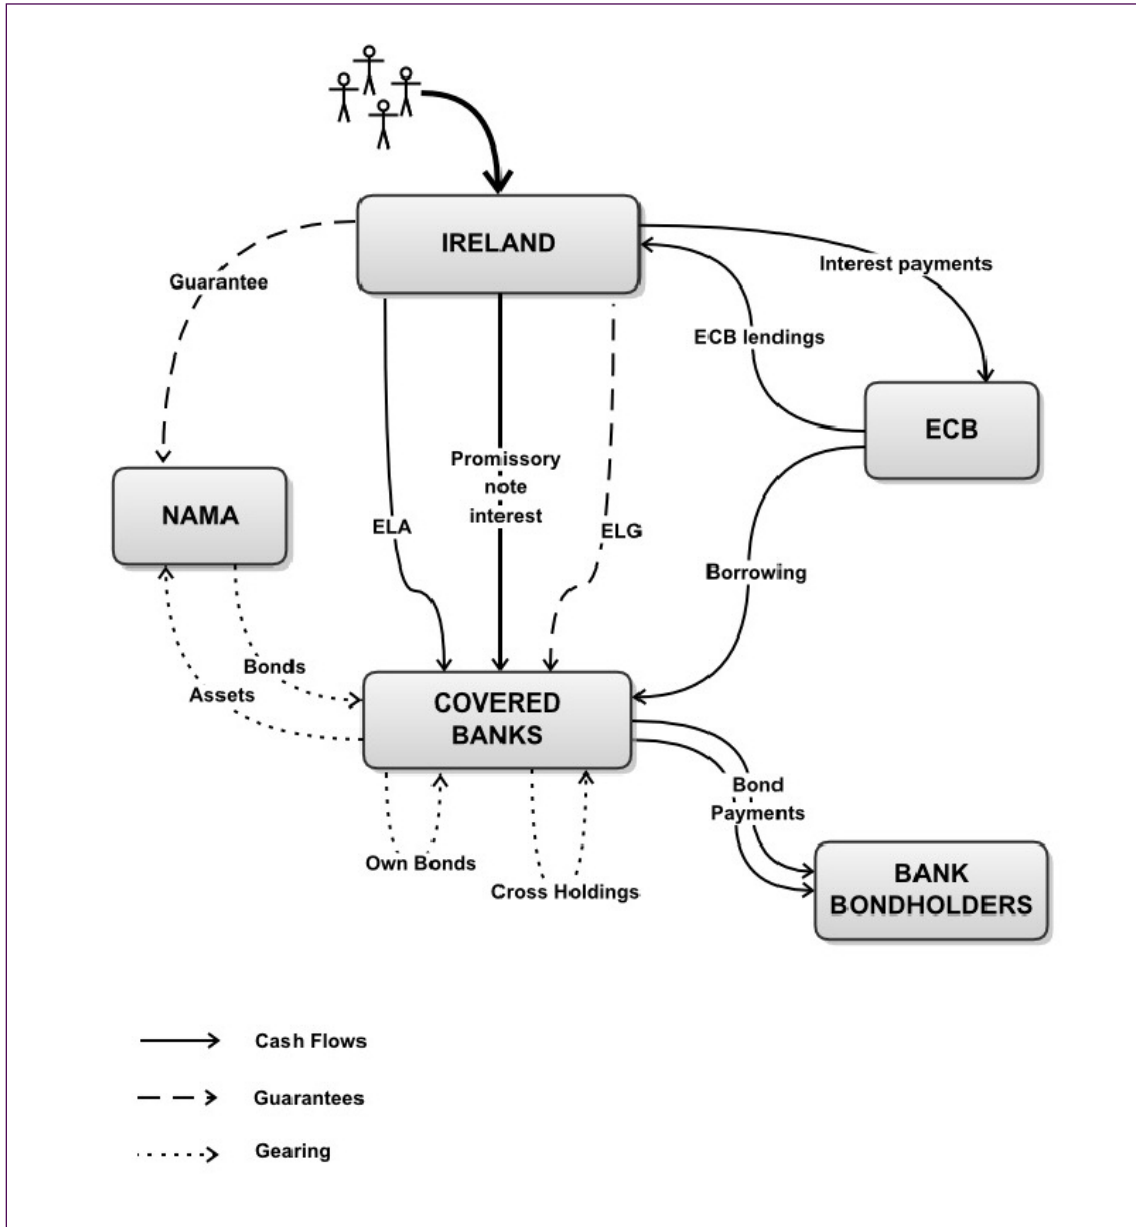 IRELAND
Guarantee
Interest payments
ECB lendings
ECB
Promissory
note
interest
NAMA
ELA
ELG
Borrowing
Bonds
Assets
COVERED
BANKS
Bond
Payments
Own Bonds
Cross Holdings
BANK
BONDHOLDERS
Cash Flows
Guarantees
Gearing